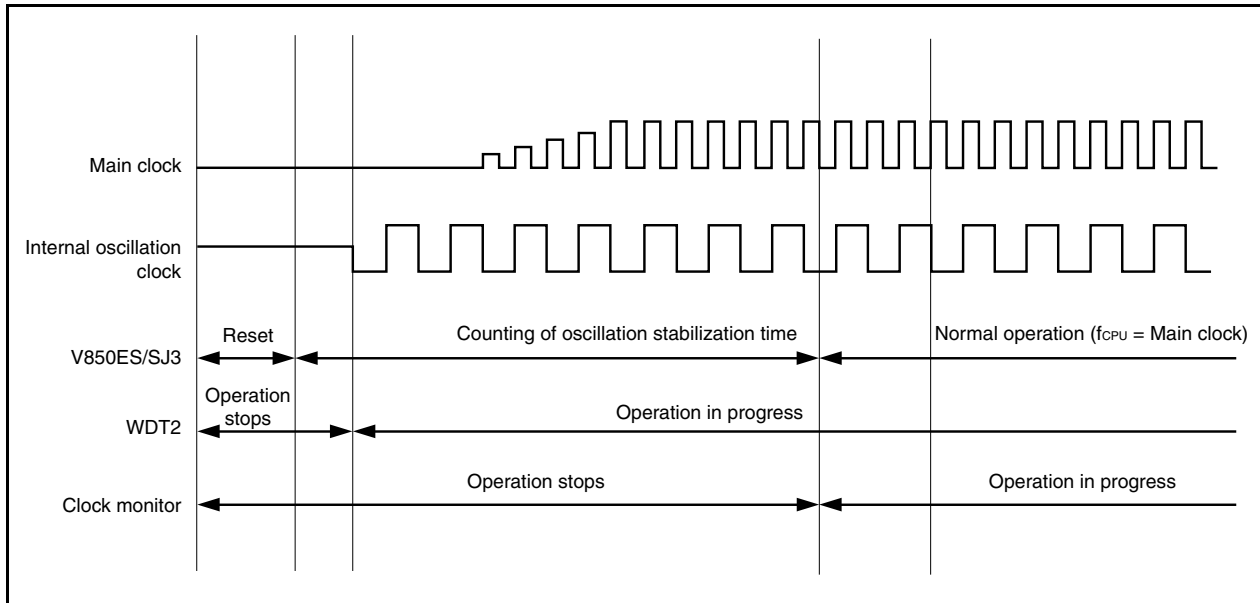 Main clock
Internal oscillation
clock
Reset
Counting of oscillation stabilization time
Normal operation (fCPU = Main clock)
V850ES/SJ3
Operation
stops
Operation in progress
WDT2
Operation stops
Operation in progress
Clock monitor